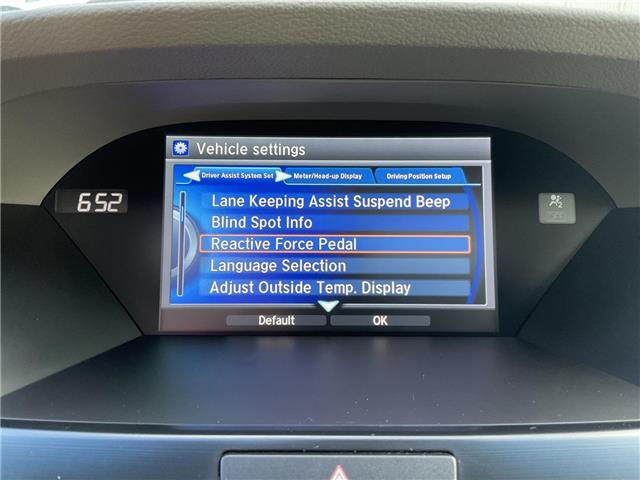 Vehicle settings
Driver Assist System Set Meter/Head-up Display Driving Position Setup
652
Lane Keeping Assist Suspend Beep
Blind Spot Info
Reactive Force Pedal
Language Selection
Adjust Outside Temp. Display
Default OK